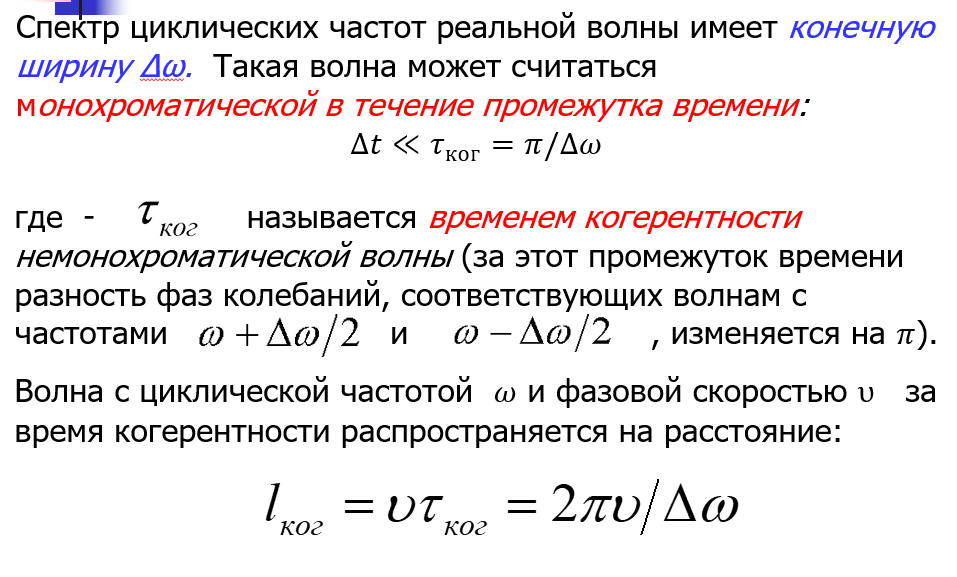 Спектр циклических частот реальной волны имеет конечную
ширину Δω. Такая волна может считаться
монохроматической в течение промежутка времени:
Δt ≪ τког = π/Δω
где - τког называется временем когерентности
немонохроматической волны (за этот промежуток времени
разность фаз колебаний, соответствующих волнам с
частотами ω + Δω/2 и ω − Δω/2 , изменяется на π).
Волна с циклической частотой ω и фазовой скоростью υ за
время когерентности распространяется на расстояние:
lког = υτког = 2πυ/Δω